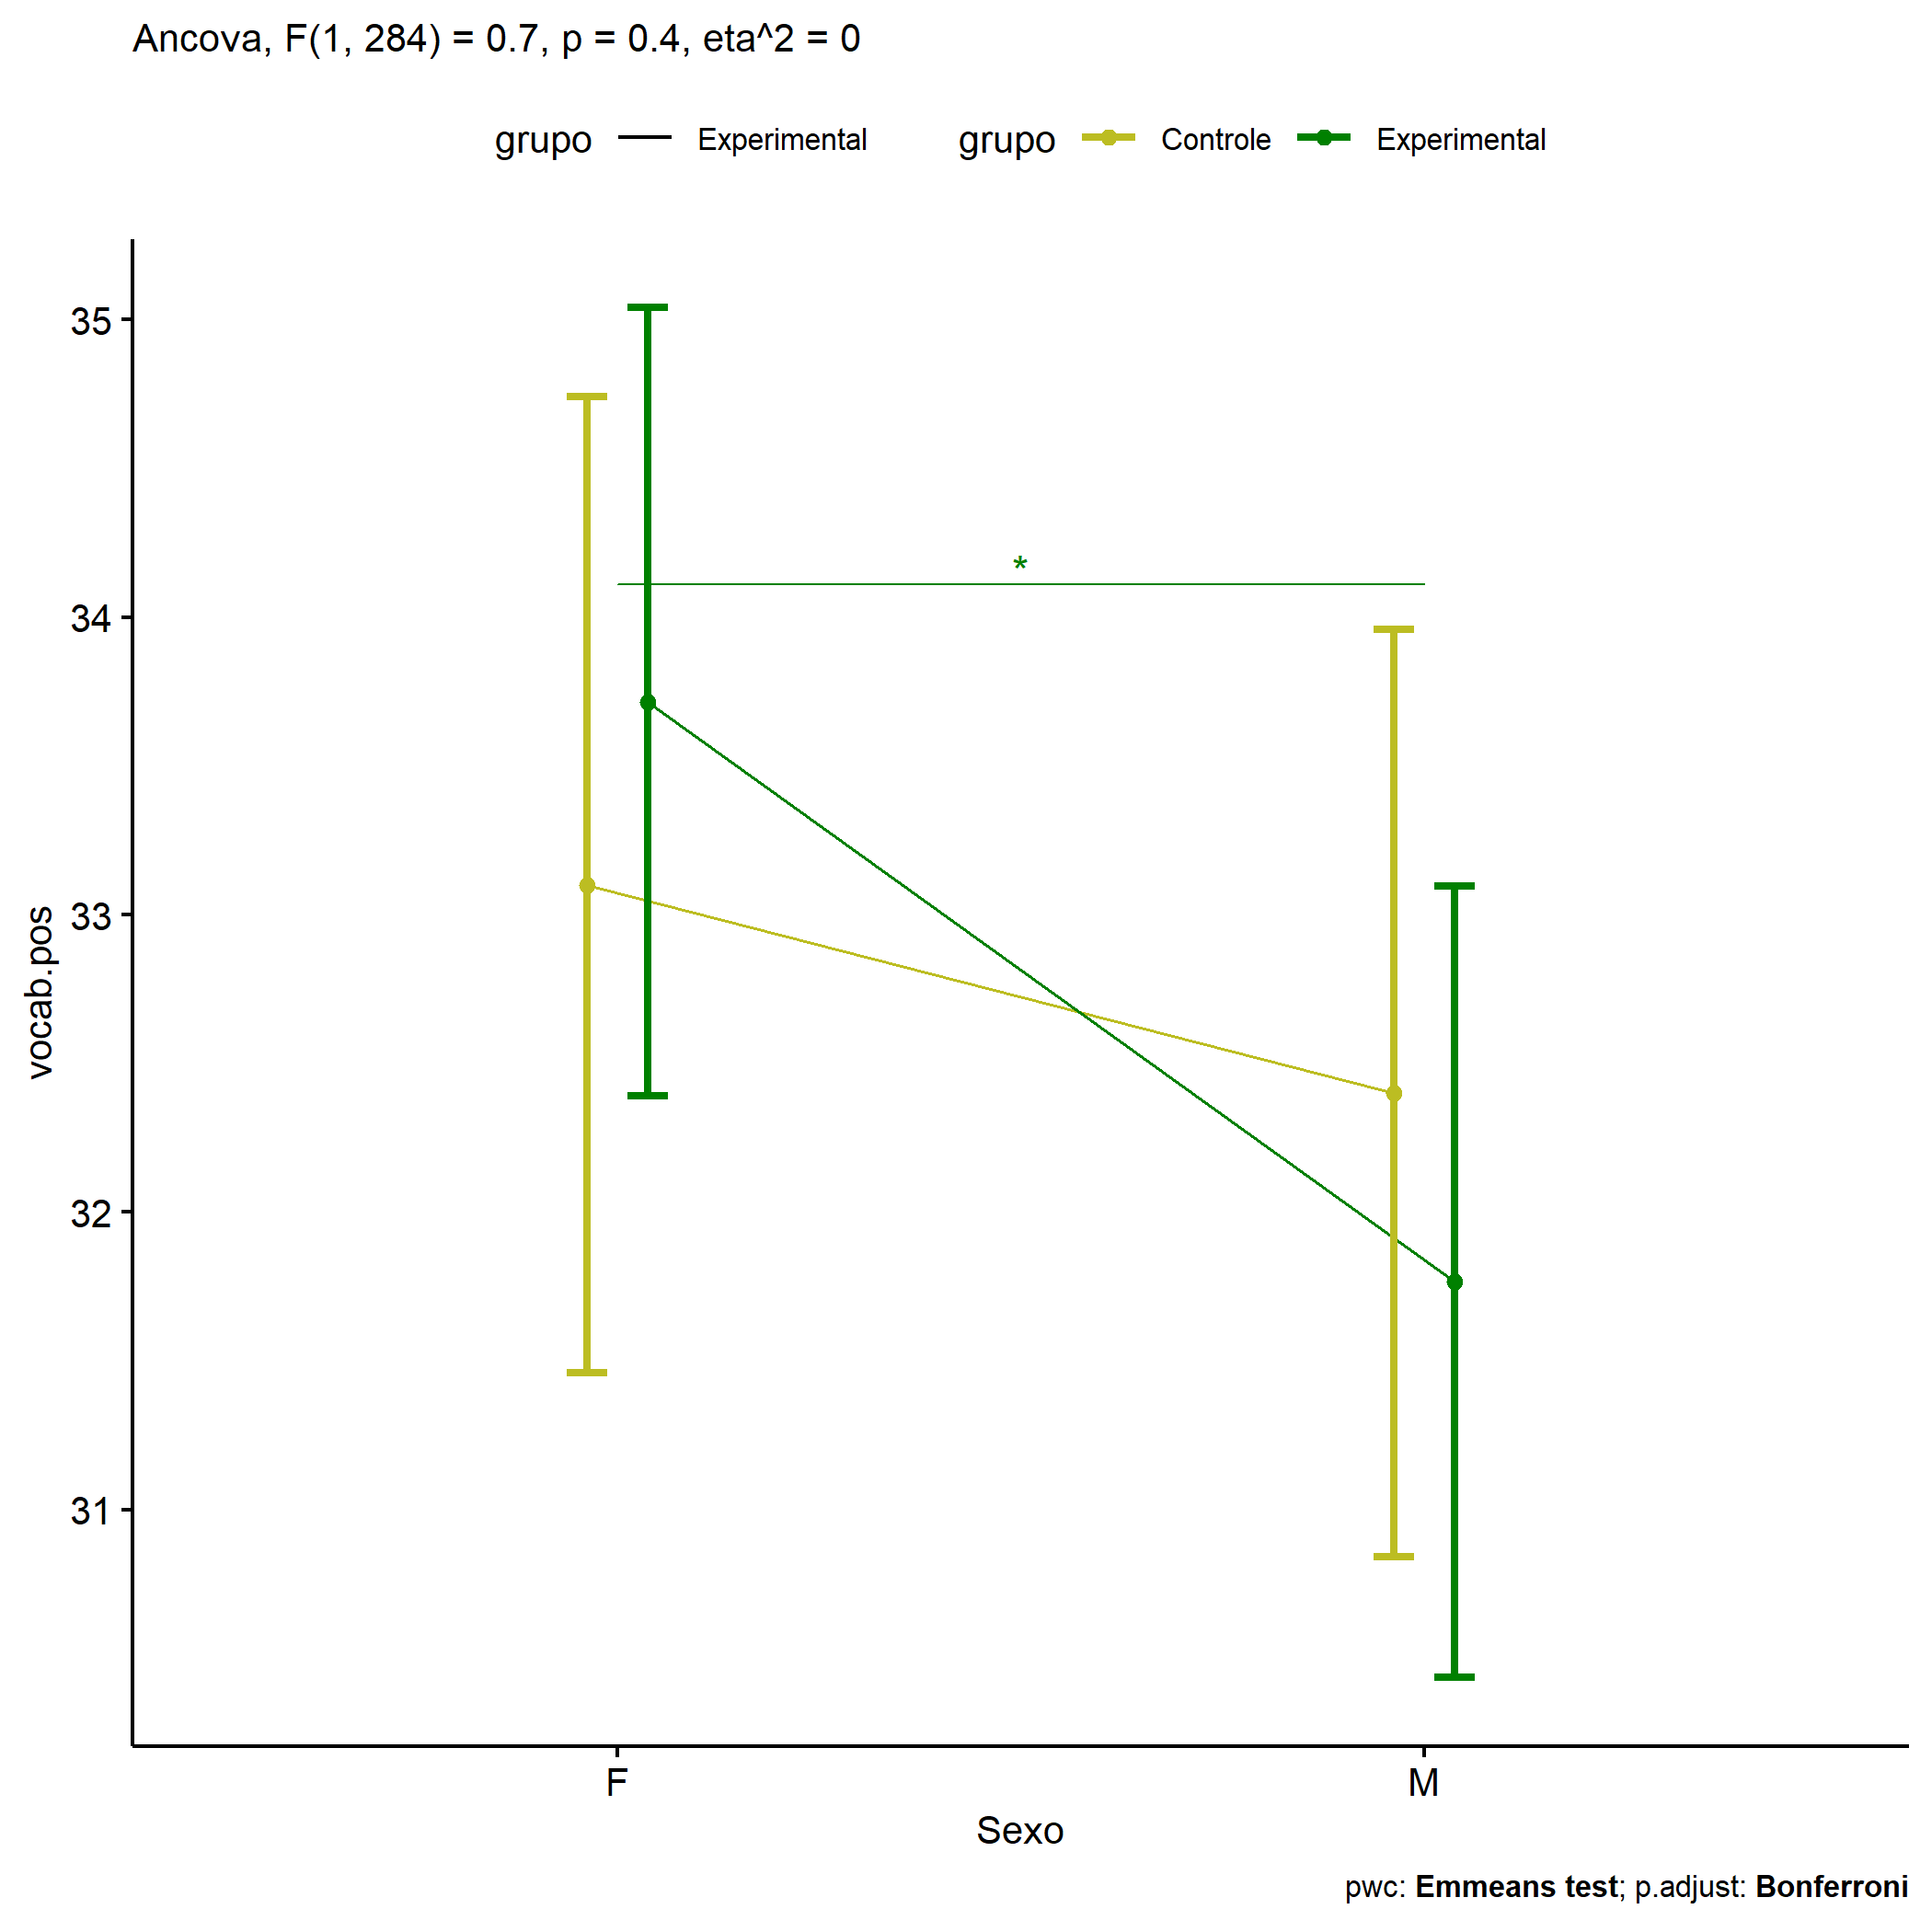 Ancova, F(1, 284) = 0.7, p = 0.4, eta^2 = 0
grupo Experimental grupo Controle Experimental
35
34
33
32
31
vocab.pos
*
F M
Sexo
pwc: Emmeans test; p.adjust: Bonferroni